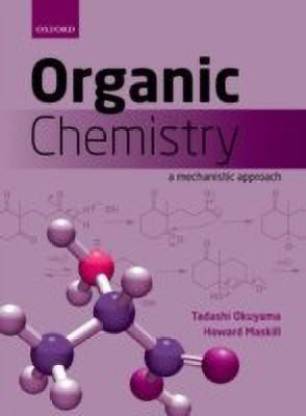 OXFORD
Organic
Chemistry
a mechanistic approach
Tadashi Okuyama
Howard Maskill